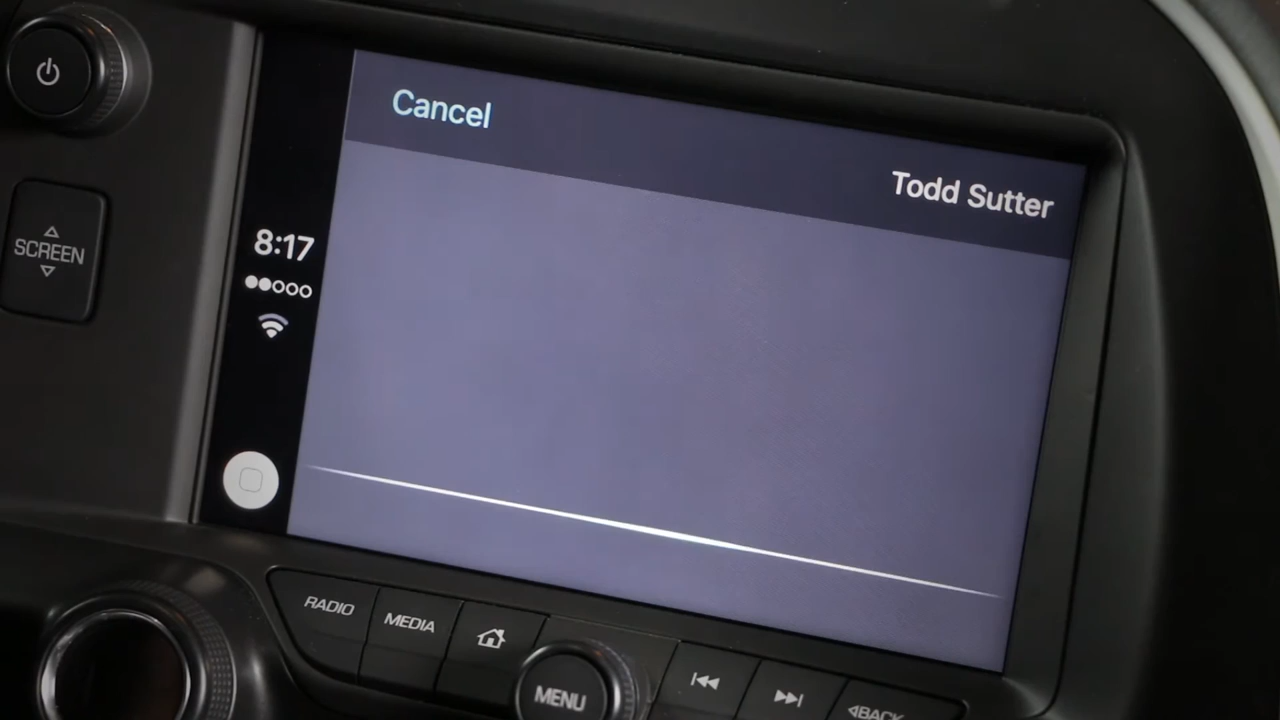 Cancel
Todd Sutter
8:17
SCREEN
RADIO
MEDIA
MENU
BACK